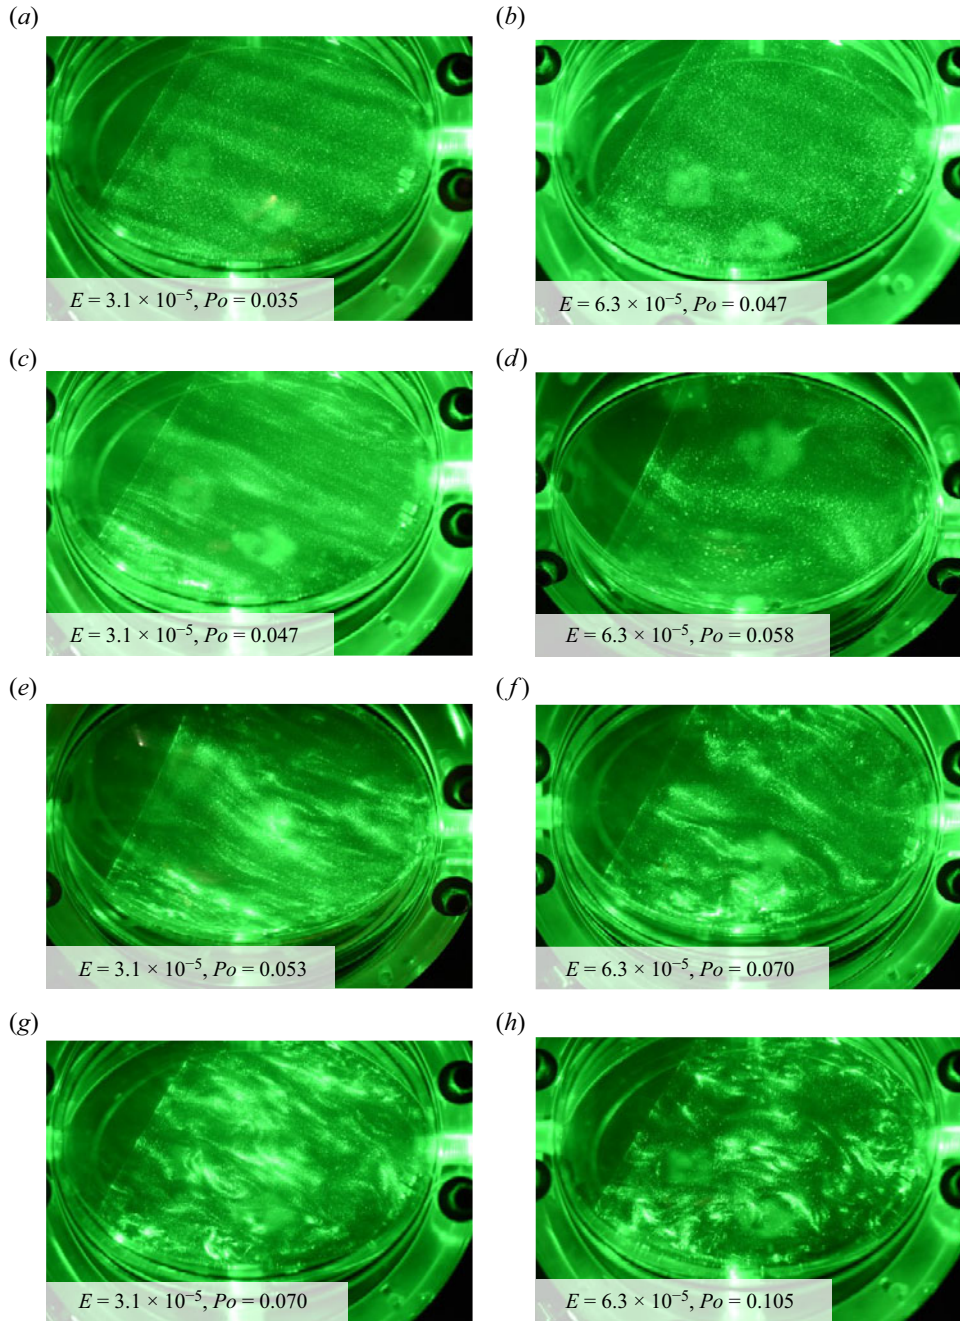 (a)
(b)
E = 3.1 × 10⁻⁵, Po = 0.035
E = 6.3 × 10⁻⁵, Po = 0.047
(c)
(d)
E = 3.1 × 10⁻⁵, Po = 0.047
E = 6.3 × 10⁻⁵, Po = 0.058
(e)
(f)
E = 3.1 × 10⁻⁵, Po = 0.053
E = 6.3 × 10⁻⁵, Po = 0.070
(g)
(h)
E = 3.1 × 10⁻⁵, Po = 0.070
E = 6.3 × 10⁻⁵, Po = 0.105